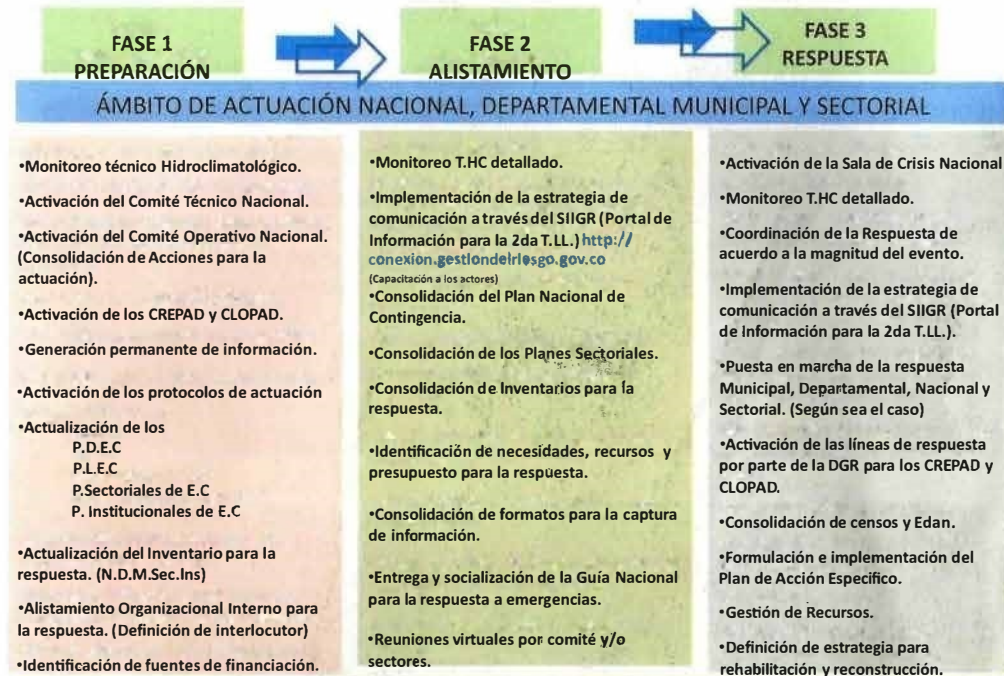 FASE 1
PREPARACIÓN
FASE 2
ALISTAMIENTO
FASE 3
RESPUESTA
ÁMBITO DE ACTUACIÓN NACIONAL, DEPARTAMENTAL MUNICIPAL Y SECTORIAL
•Monitoreo técnico Hidroclimatológico.
•Activación del Comité Técnico Nacional.
•Activación del Comité Operativo Nacional.
(Consolidación de Acciones para la
actuación).
•Activación de los CREPAD y CLOPAD.
•Generación permanente de información.
•Activación de los protocolos de actuación
•Actualización de los
P.D.E.C
P.L.E.C
P.Sectoriales de E.C
P. Institucionales de E.C
•Actualización del Inventario para la
respuesta. (N.D.M.Sec.Ins)
•Alistamiento Organizacional Interno para
la respuesta. (Definición de interlocutor)
•Identificación de fuentes de financiación.
•Monitoreo T.HC detallado.
•Implementación de la estrategia de
comunicación a través del SIIGR (Portal de
Información para la 2da T.LL.) http://
conexion.gestiondelriesgo.gov.co
(Capacitación a los actores)
•Consolidación del Plan Nacional de
Contingencia.
•Consolidación de los Planes Sectoriales.
•Consolidación de Inventarios para la
respuesta.
•Identificación de necesidades, recursos y
presupuesto para la respuesta.
•Consolidación de formatos para la captura
de información.
•Entrega y socialización de la Guía Nacional
para la respuesta a emergencias.
•Reuniones virtuales por comité y/o
sectores.
•Activación de la Sala de Crisis Nacional
•Monitoreo T.HC detallado.
•Coordinación de la Respuesta de
acuerdo a la magnitud del evento.
•Implementación de la estrategia de
comunicación a través del SIIGR (Portal
de Información para la 2da T.LL.).
•Puesta en marcha de la respuesta
Municipal, Departamental, Nacional y
Sectorial. (Según sea el caso)
•Activación de las líneas de respuesta
por parte de la DGR para los CREPAD y
CLOPAD.
•Consolidación de censos y Edan.
•Formulación e implementación del
Plan de Acción Especifico.
•Gestión de Recursos.
•Definición de estrategia para
rehabilitación y reconstrucción.